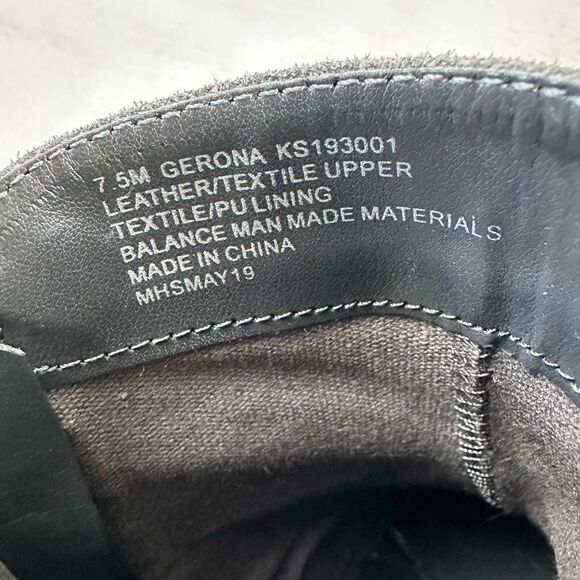 7.5M GERONA KS193001
LEATHER/TEXTILE UPPER
TEXTILE/PU LINING
BALANCE MAN MADE MATERIALS
MADE IN CHINA
MHSMAY19